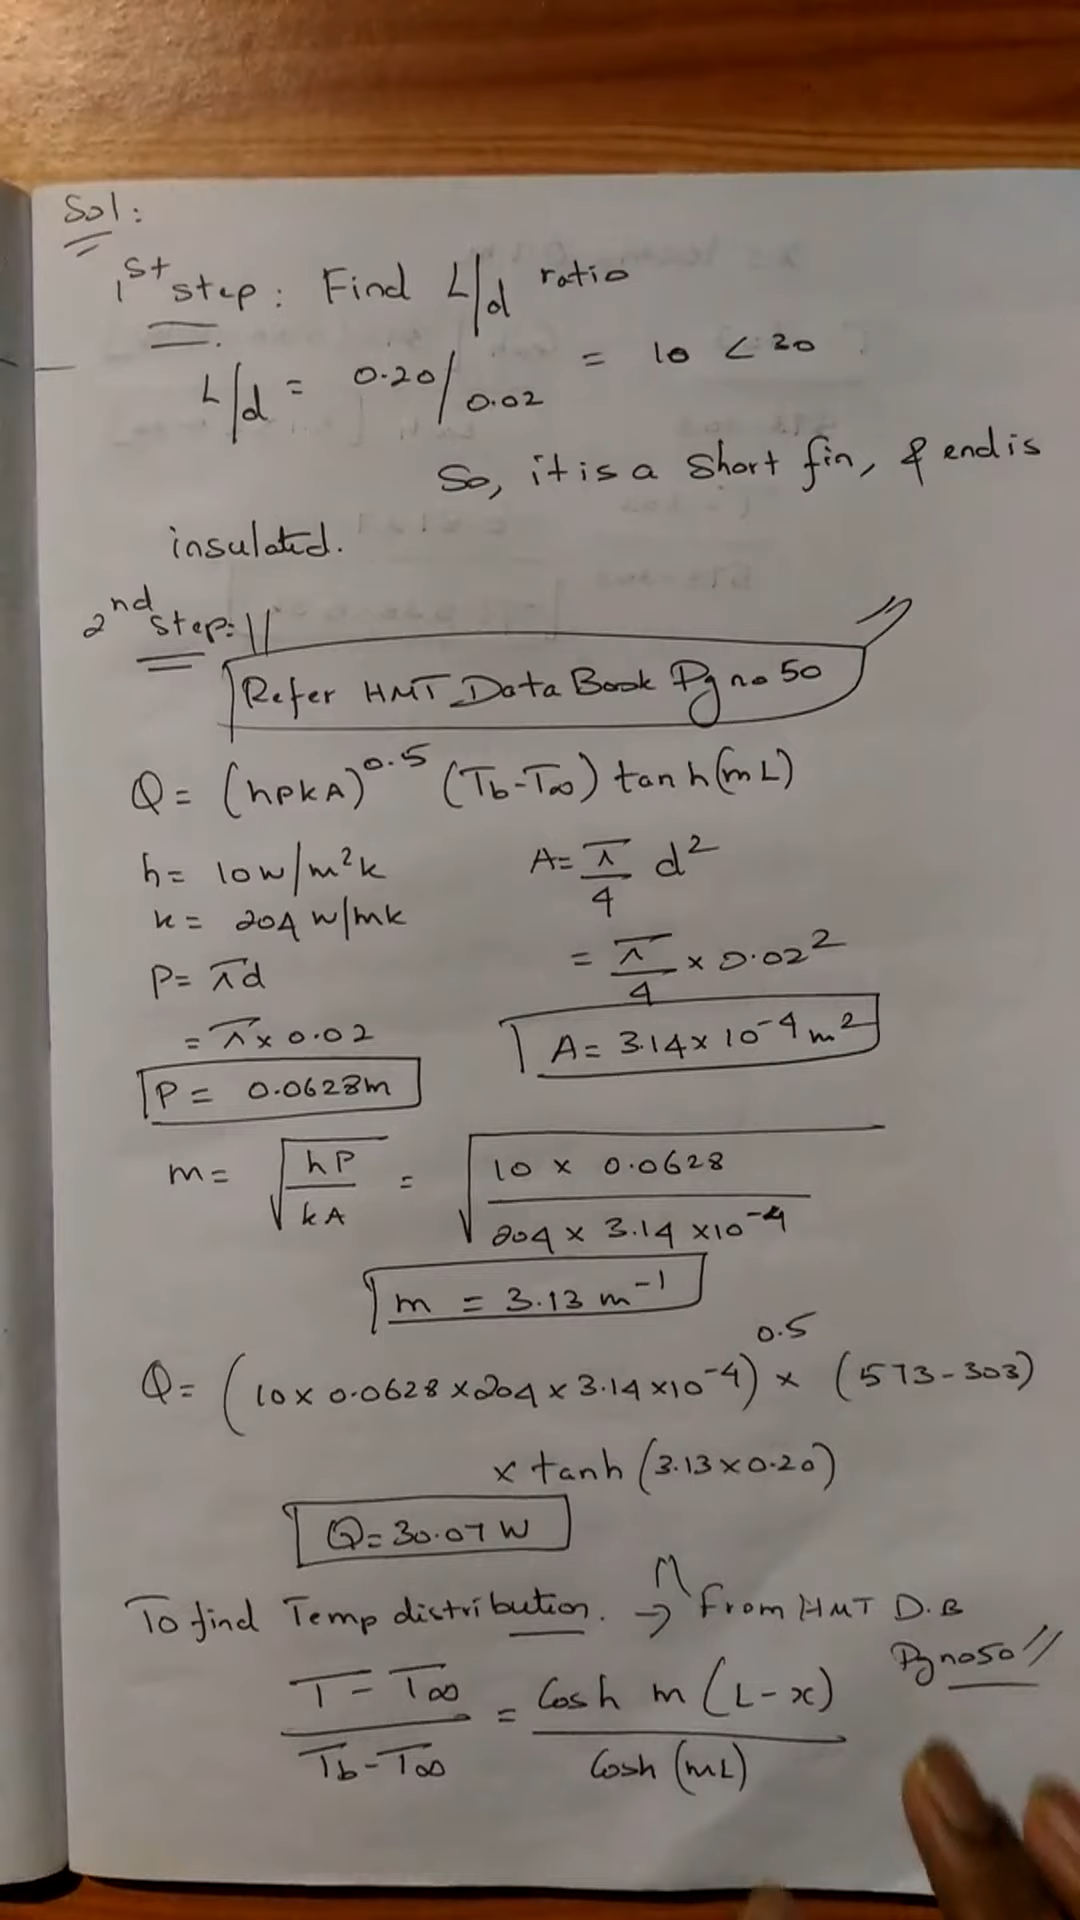 Sol:
1st step: Find L/d ratio
L/d = 0.20/0.02 = 10 < 30
So, it is a Short fin, & end is
insulated.
2nd step:
Refer HMT Data Book Pg no 50
Q = (hPkA)^0.5 (Tb-T∞) tanh(mL)
h = 10 w/m²k
k = 204 w/mk
P = πd
= π x 0.02
P = 0.0628m
A = π/4 d²
= π/4 x 0.02²
A = 3.14 x 10^-4 m²
m = √(hP/kA) = √(10 x 0.0628 / 204 x 3.14 x 10^-4)
m = 3.13 m^-1
Q = (10 x 0.0628 x 204 x 3.14 x 10^-4)^0.5 x (573-303)
x tanh (3.13 x 0.20)
Q = 30.07 W
To find Temp distribution. → From HMT D.B
Pg no 50
T - T∞ / Tb - T∞ = Cosh m (L-x) / Cosh (mL)